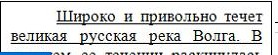 Широко и привольно течет
великая русская река Волга. В